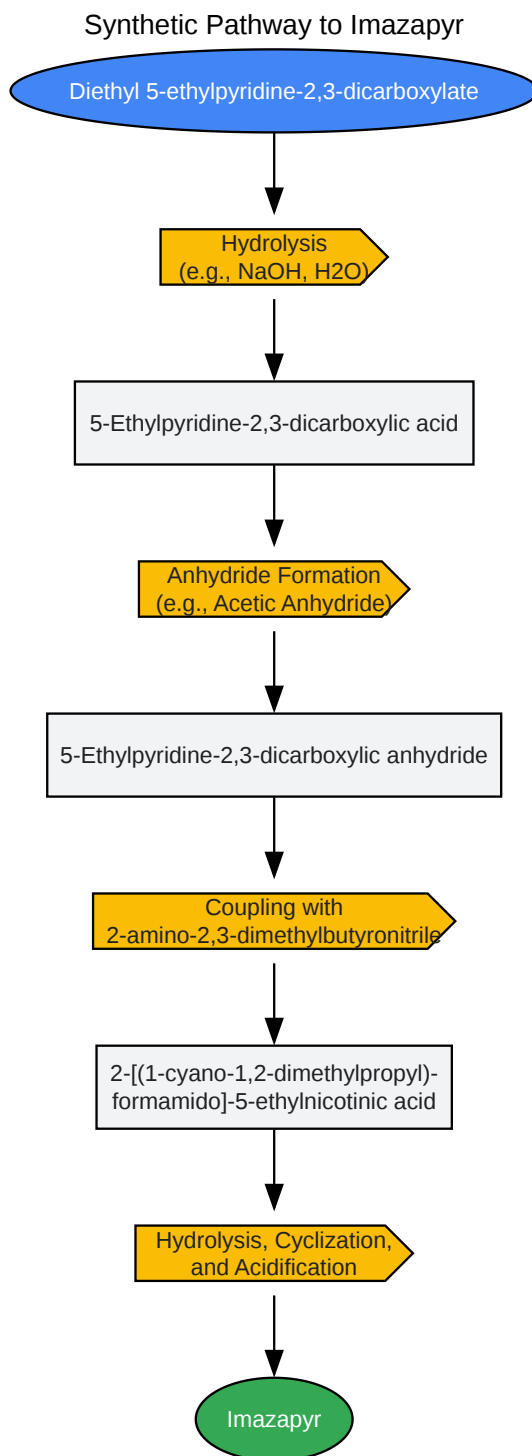 Synthetic Pathway to Imazapyr
Diethyl 5-ethylpyridine-2,3-dicarboxylate
Hydrolysis
(e.g., NaOH, H2O)
5-Ethylpyridine-2,3-dicarboxylic acid
Anhydride Formation
(e.g., Acetic Anhydride)
5-Ethylpyridine-2,3-dicarboxylic anhydride
Coupling with
2-amino-2,3-dimethylbutyronitrile
2-[(1-cyano-1,2-dimethylpropyl)-
formamido]-5-ethylnicotinic acid
Hydrolysis, Cyclization,
and Acidification
Imazapyr